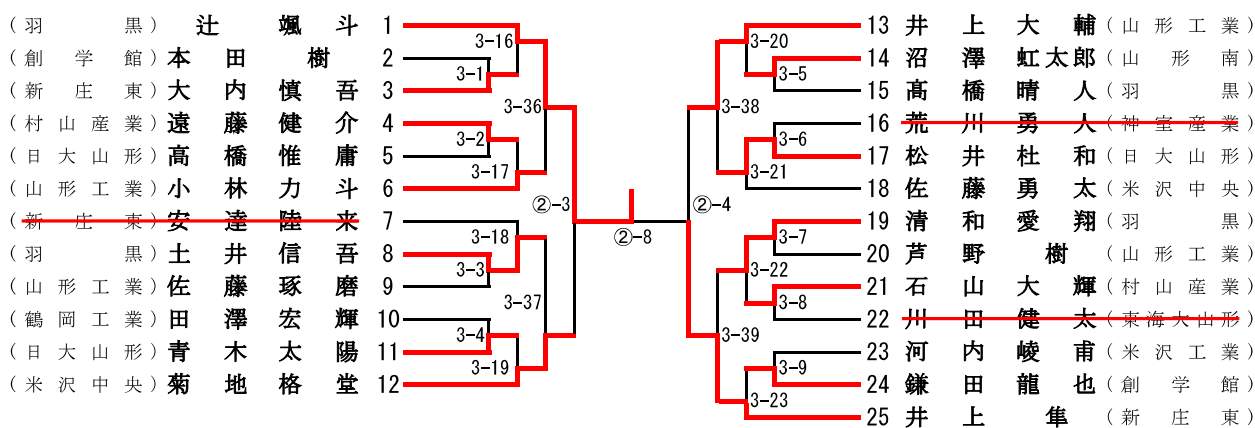 (羽黒) 辻颯斗 1
(創学館) 本田樹 2
(新庄東) 大内慎吾 3
(村山産業) 遠藤健介 4
(日大山形) 高橋惟庸 5
(山形工業) 小林力斗 6
(新庄東) 安達陸来 7
(羽黒) 土井信吾 8
(山形工業) 佐藤琢磨 9
(鶴岡工業) 田澤宏輝 10
(日大山形) 青木太陽 11
(米沢中央) 菊地格堂 12
3-16
3-1
3-36
3-2
3-17
②-3
3-18
3-3
3-37
3-4
3-19
②-8
②-4
3-20
3-5
3-38
3-6
3-21
3-7
3-22
3-8
3-39
3-9
3-23
13 井上大輔 (山形工業)
14 沼澤虹太郎 (山形南)
15 髙橋晴人 (羽黒)
16 荒川勇人 (神室産業)
17 松井杜和 (日大山形)
18 佐藤勇太 (米沢中央)
19 清和愛翔 (羽黒)
20 芦野樹 (山形工業)
21 石山大輝 (村山産業)
22 川田健太 (東海大山形)
23 河内崚甫 (米沢工業)
24 鎌田龍也 (創学館)
25 井上隼 (新庄東)